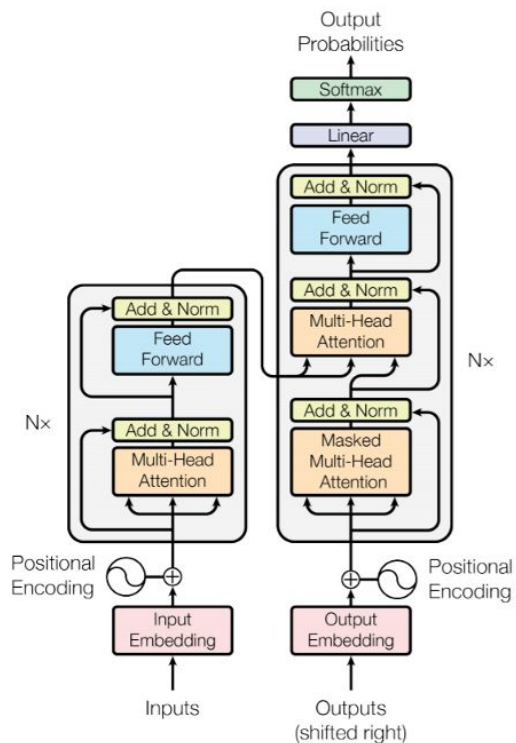 Output
Probabilities
Softmax
Linear
Add & Norm
Feed
Forward
Add & Norm
Multi-Head
Attention
Add & Norm
Masked
Multi-Head
Attention
N×
Add & Norm
Feed
Forward
Add & Norm
Multi-Head
Attention
N×
Positional
Encoding
Positional
Encoding
Input
Embedding
Output
Embedding
Inputs
Outputs
(shifted right)